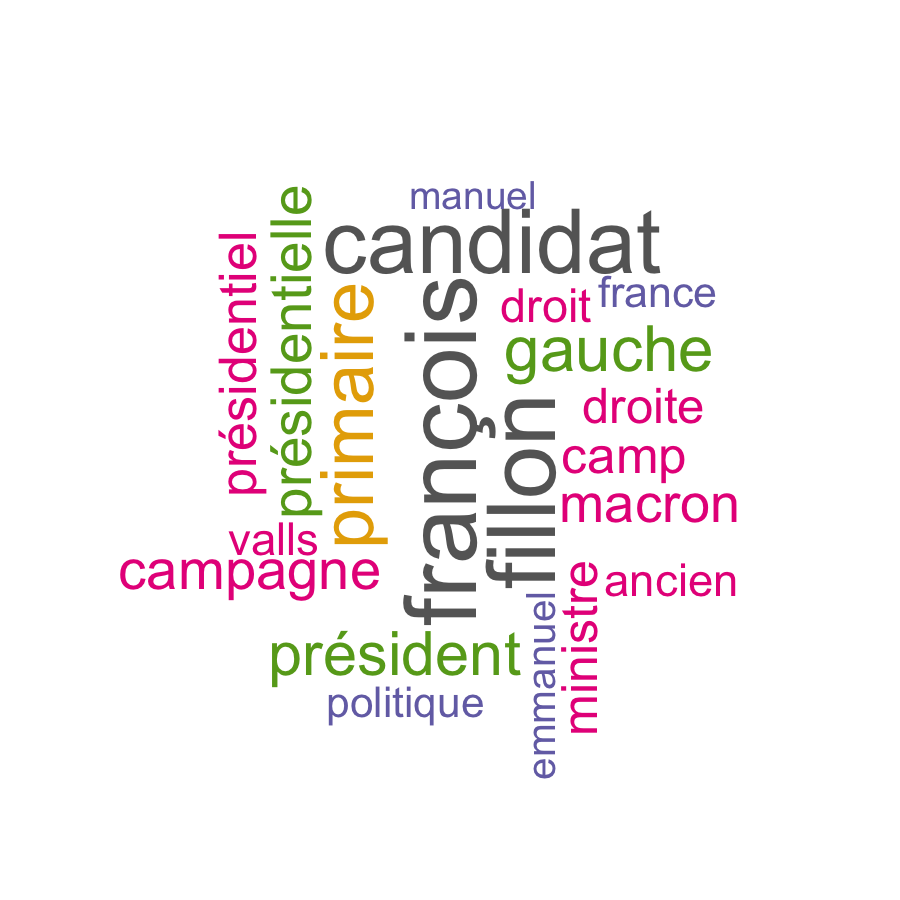 manuel
candidat
présidentiel
présidentielle
primaire
françois
droit
france
gauche
fillon
droite
camp
macron
valls
campagne
ancien
ministre
emmanuel
président
politique